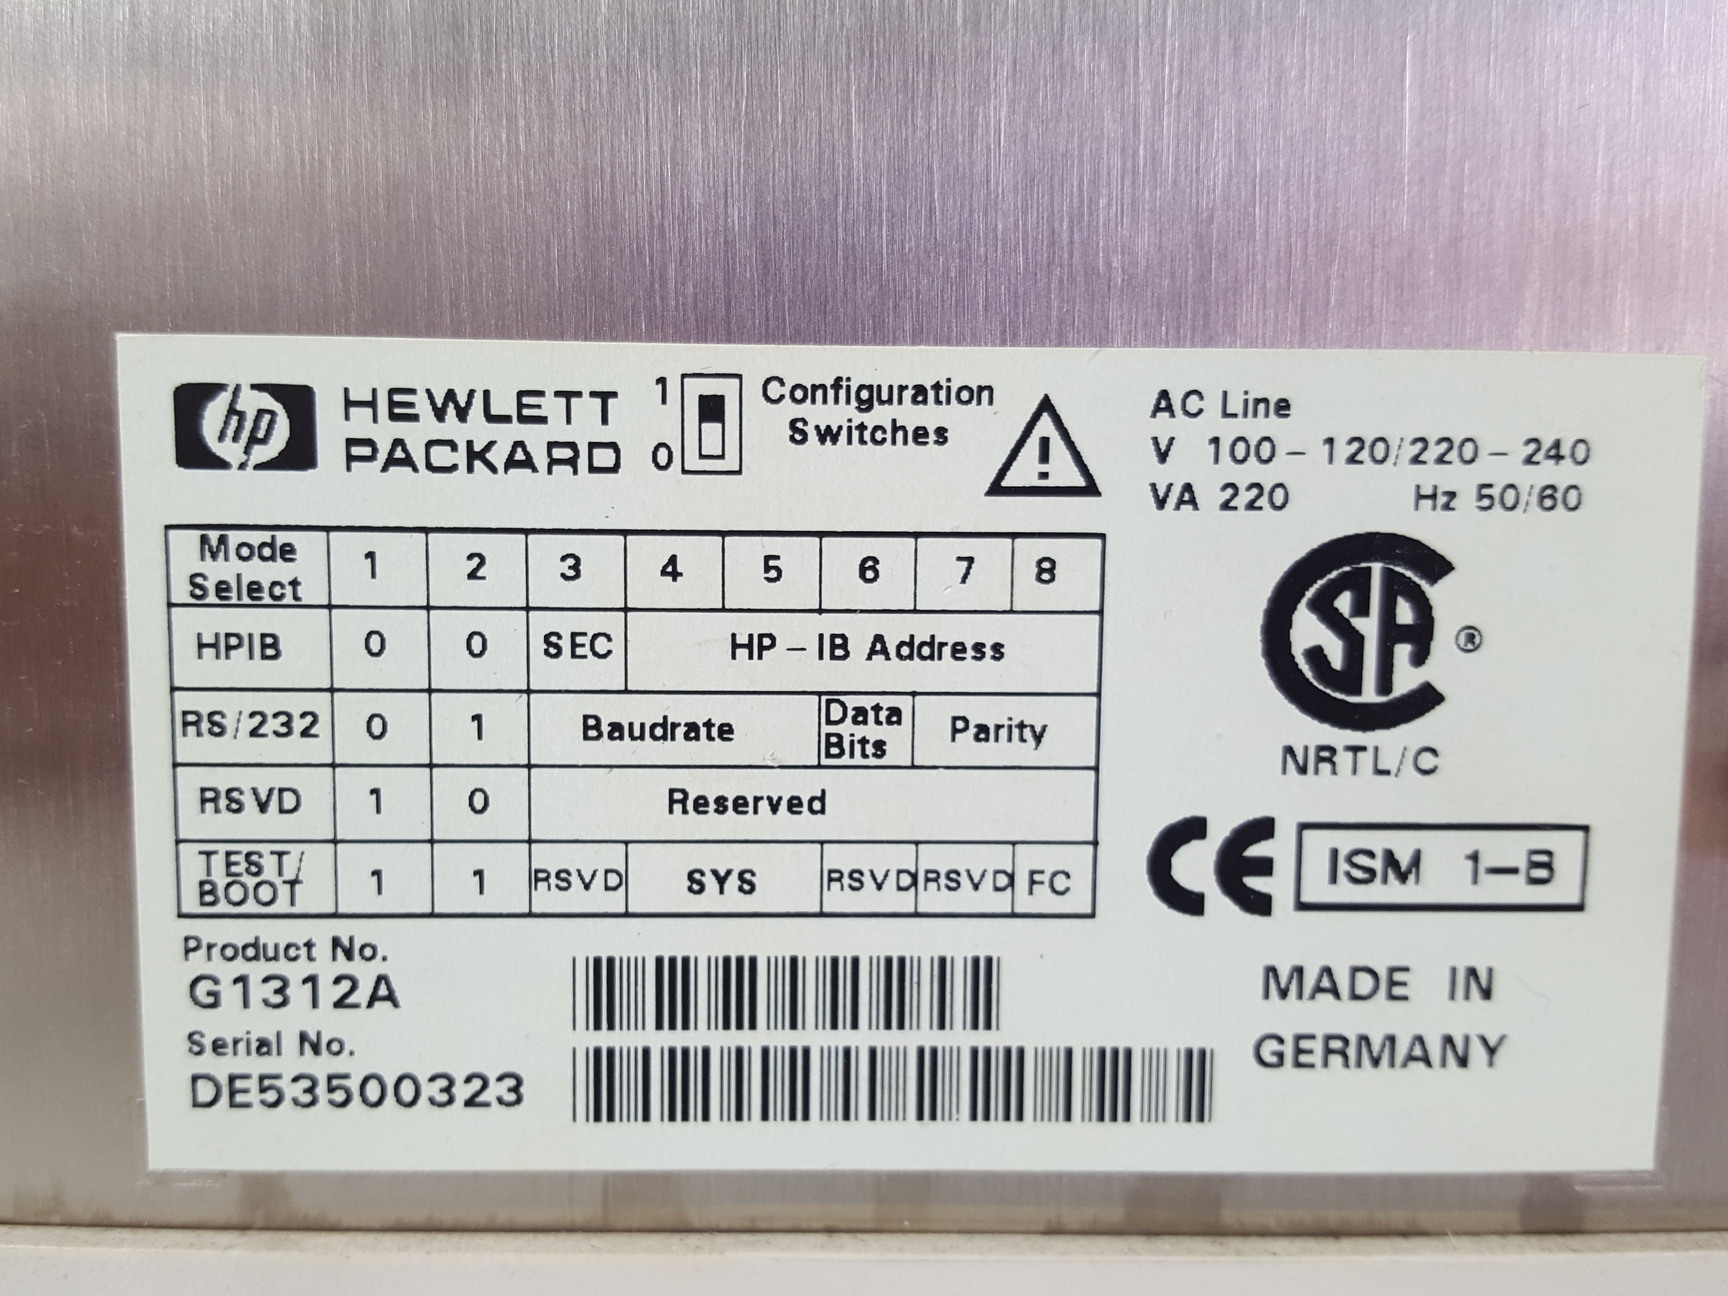 hp HEWLETT
PACKARD
1
0
Configuration
Switches
AC Line
V 100 – 120/220 – 240
VA 220 Hz 50/60
Mode Select 1 2 3 4 5 6 7 8
HPIB 0 0 SEC HP – IB Address
RS/232 0 1 Baudrate Data Bits Parity
RSVD 1 0 Reserved
TEST/BOOT 1 1 RSVD SYS RSVD RSVD FC
SA ®
NRTL/C
CE ISM 1–B
Product No.
G1312A
Serial No.
DE53500323
MADE IN
GERMANY